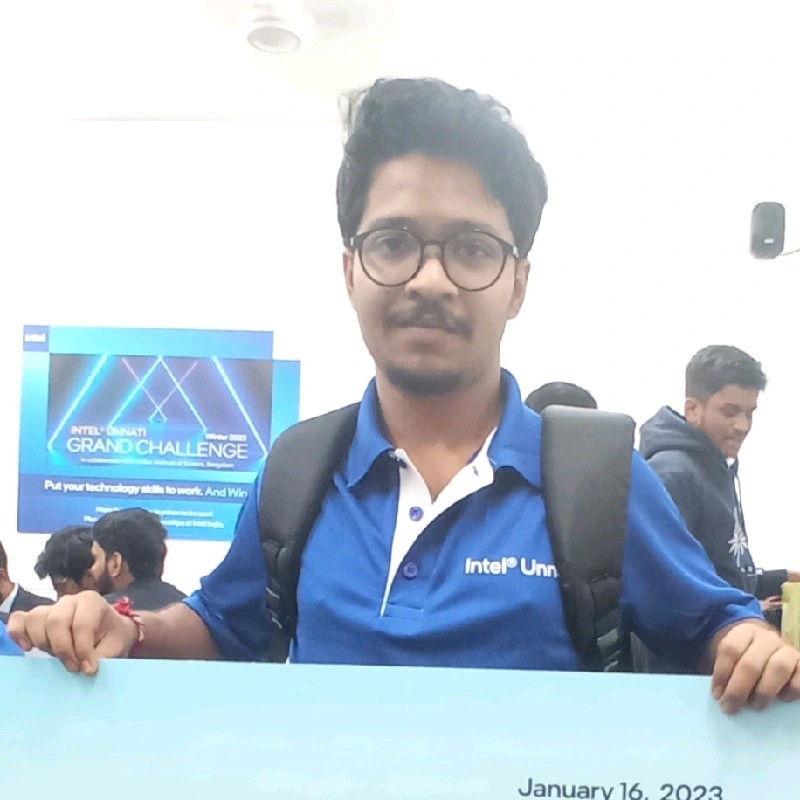 intel
INTEL® UNNATI
Winter 2022
GRAND CHALLENGE
Put your technology skills to work. And Win
Intel® Unn
January 16, 2023